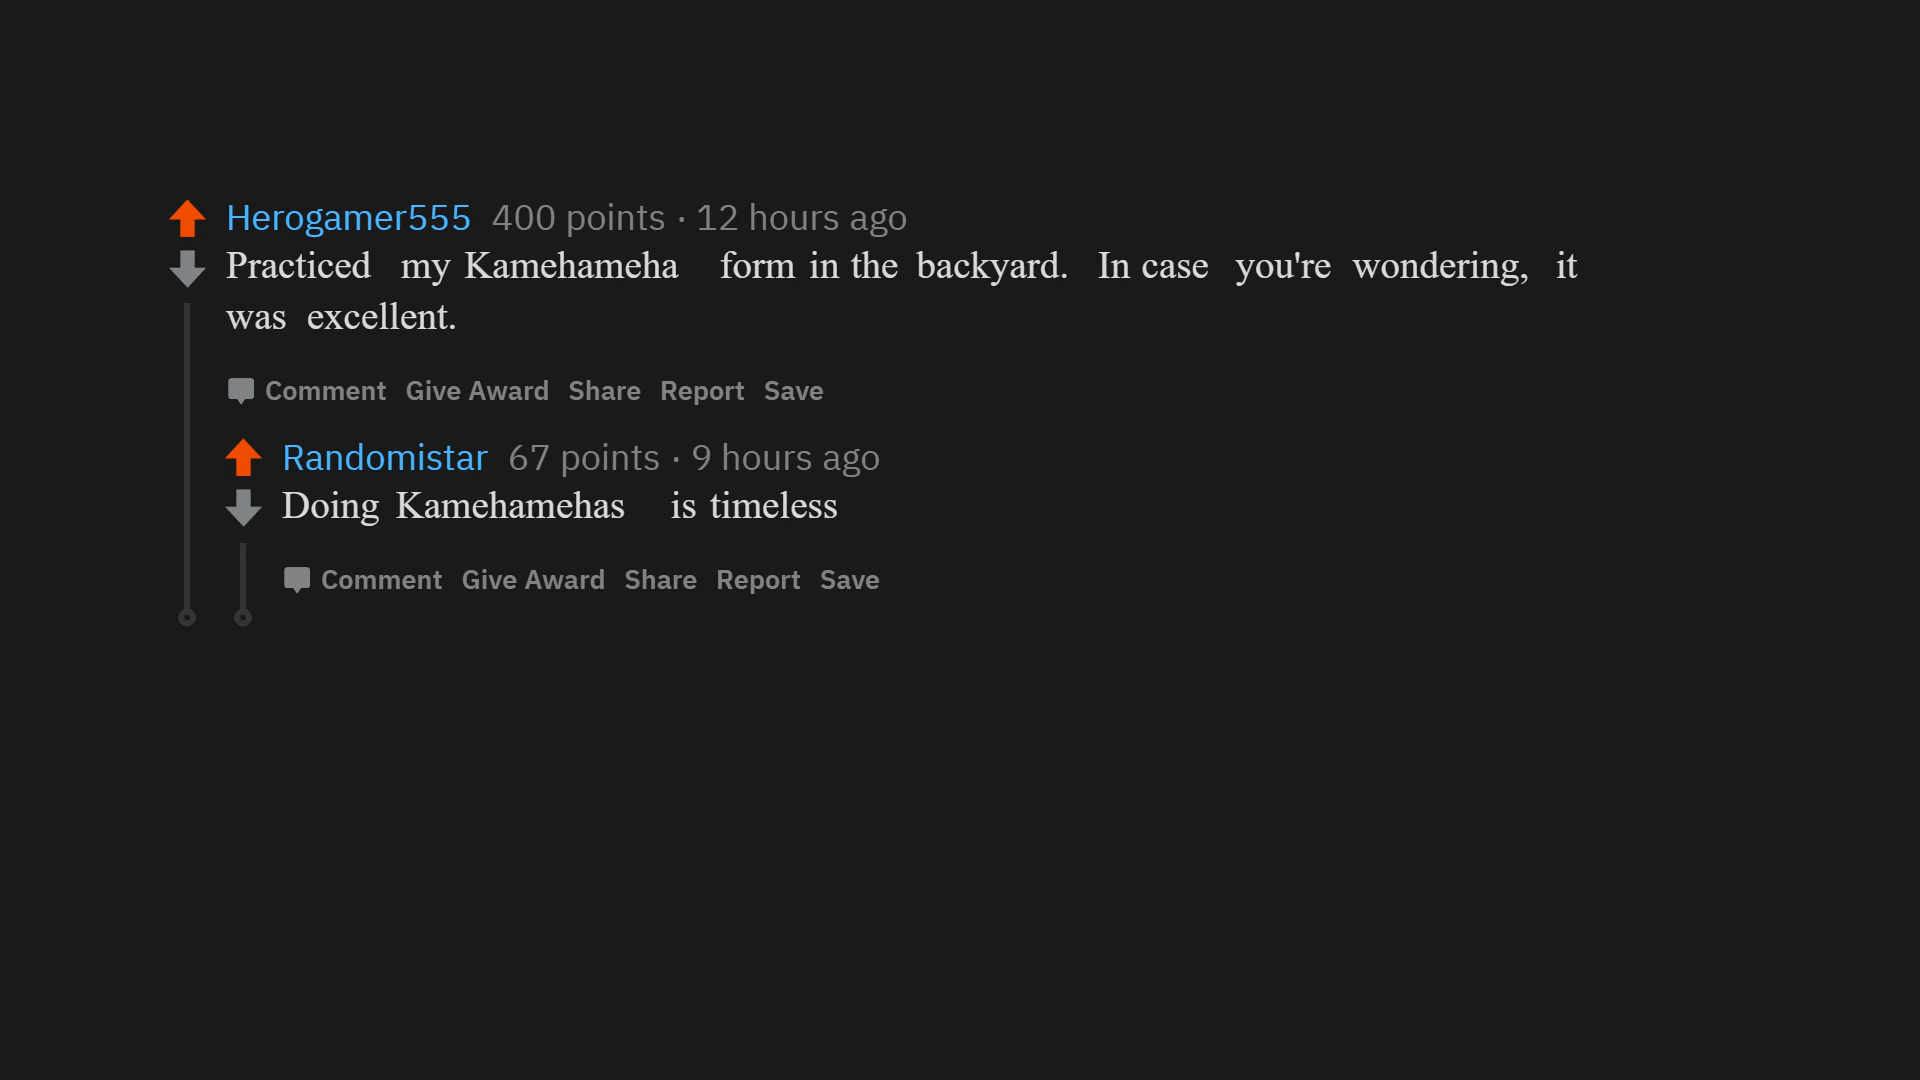 Herogamer555 400 points · 12 hours ago
Practiced my Kamehameha form in the backyard. In case you're wondering, it
was excellent.
Comment Give Award Share Report Save
Randomistar 67 points · 9 hours ago
Doing Kamehamehas is timeless
Comment Give Award Share Report Save